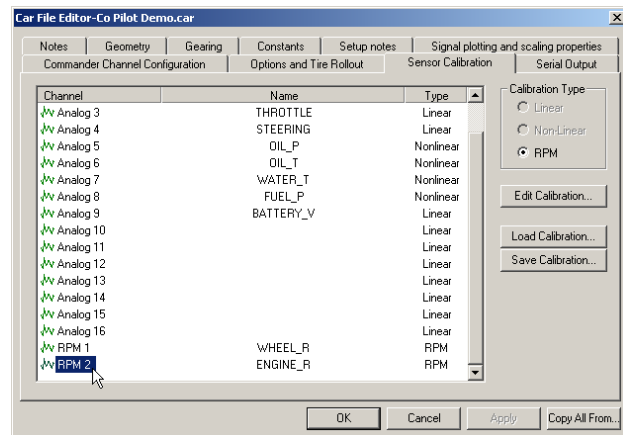 Car File Editor-Co Pilot Demo.car
Notes Geometry Gearing Constants Setup notes Signal plotting and scaling properties
Commander Channel Configuration Options and Tire Rollout Sensor Calibration Serial Output
Channel Name Type
Analog 3 THROTTLE Linear
Analog 4 STEERING Linear
Analog 5 OIL_P Nonlinear
Analog 6 OIL_T Nonlinear
Analog 7 WATER_T Nonlinear
Analog 8 FUEL_P Nonlinear
Analog 9 BATTERY_V Linear
Analog 10 Linear
Analog 11 Linear
Analog 12 Linear
Analog 13 Linear
Analog 14 Linear
Analog 15 Linear
Analog 16 Linear
RPM 1 WHEEL_R RPM
RPM 2 ENGINE_R RPM
Calibration Type
Linear
Non-Linear
RPM
Edit Calibration...
Load Calibration...
Save Calibration...
OK Cancel Apply Copy All From...